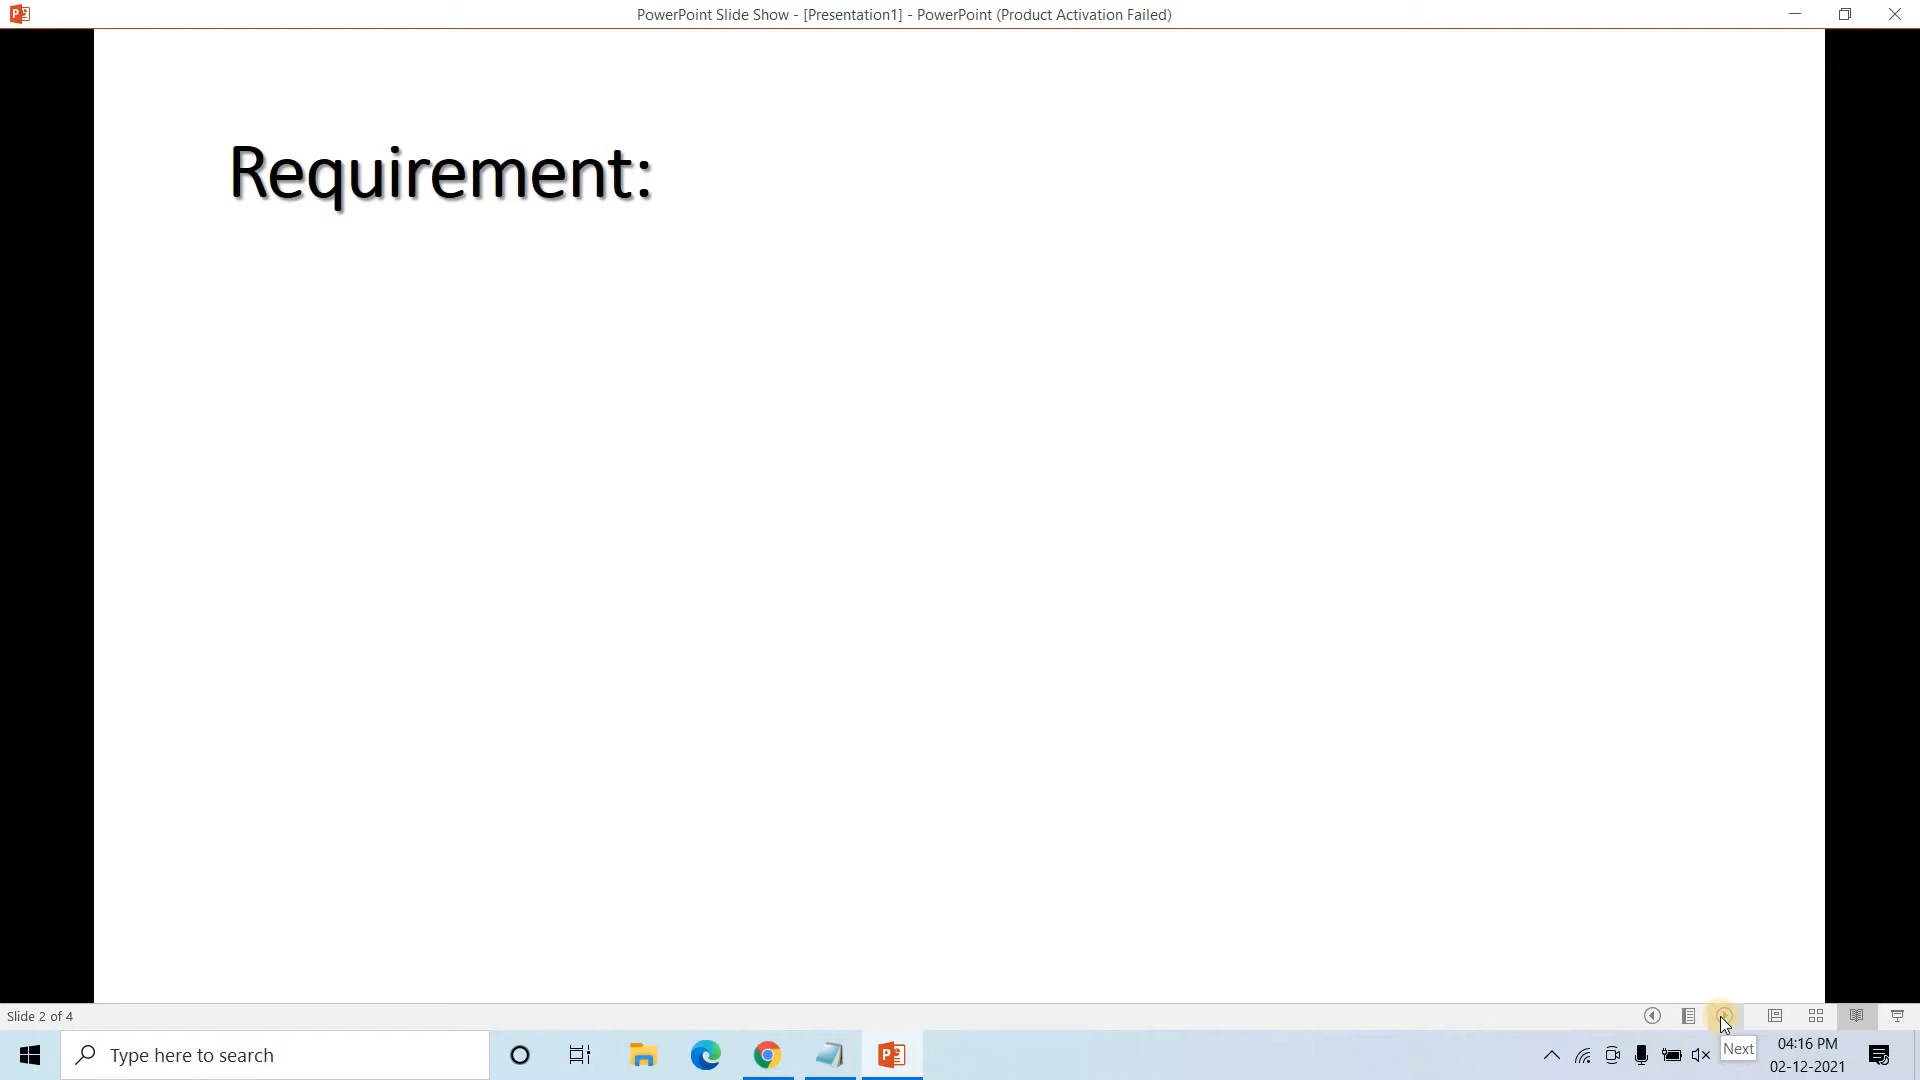 PowerPoint Slide Show - [Presentation1] - PowerPoint (Product Activation Failed)
Requirement:
Slide 2 of 4
Next
Type here to search
04:16 PM
02-12-2021